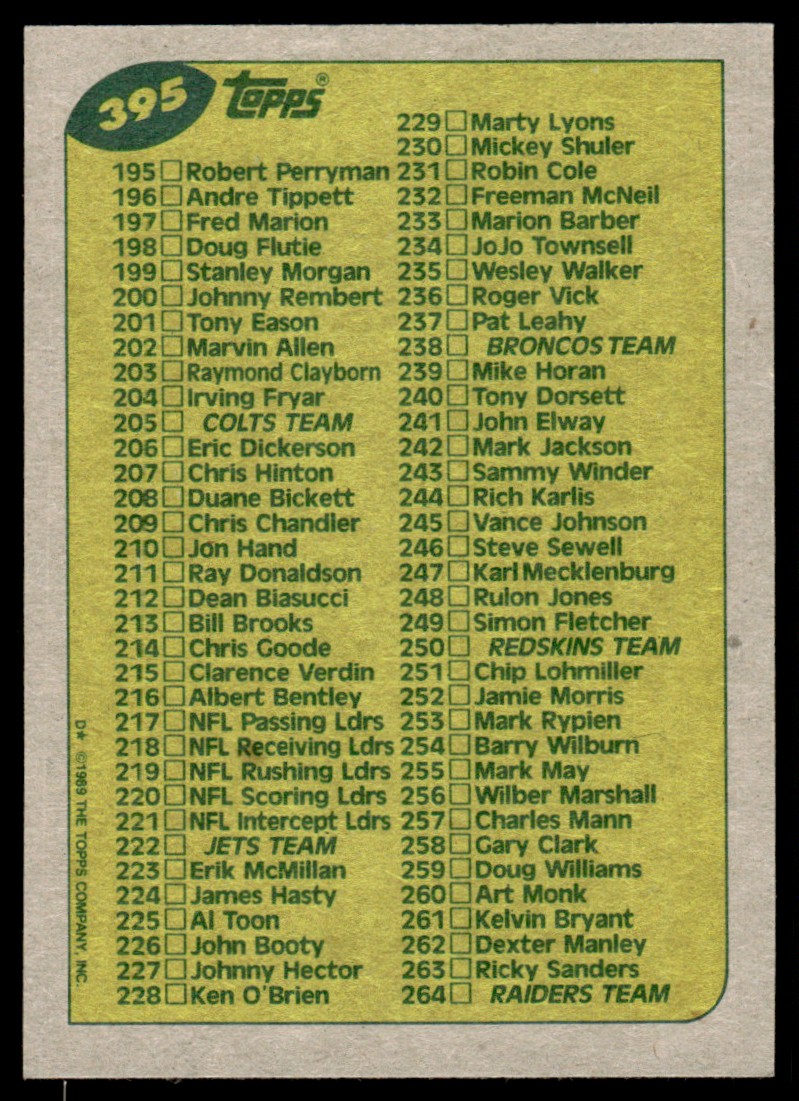 395
TOPPS®
195 Robert Perryman
196 Andre Tippett
197 Fred Marion
198 Doug Flutie
199 Stanley Morgan
200 Johnny Rembert
201 Tony Eason
202 Marvin Allen
203 Raymond Clayborn
204 Irving Fryar
205 COLTS TEAM
206 Eric Dickerson
207 Chris Hinton
208 Duane Bickett
209 Chris Chandler
210 Jon Hand
211 Ray Donaldson
212 Dean Biasucci
213 Bill Brooks
214 Chris Goode
215 Clarence Verdin
216 Albert Bentley
217 NFL Passing Ldrs
218 NFL Receiving Ldrs
219 NFL Rushing Ldrs
220 NFL Scoring Ldrs
221 NFL Intercept Ldrs
222 JETS TEAM
223 Erik McMillan
224 James Hasty
225 Al Toon
226 John Booty
227 Johnny Hector
228 Ken O'Brien
229 Marty Lyons
230 Mickey Shuler
231 Robin Cole
232 Freeman McNeil
233 Marion Barber
234 JoJo Townsell
235 Wesley Walker
236 Roger Vick
237 Pat Leahy
238 BRONCOS TEAM
239 Mike Horan
240 Tony Dorsett
241 John Elway
242 Mark Jackson
243 Sammy Winder
244 Rich Karlis
245 Vance Johnson
246 Steve Sewell
247 Karl Mecklenburg
248 Rulon Jones
249 Simon Fletcher
250 REDSKINS TEAM
251 Chip Lohmiller
252 Jamie Morris
253 Mark Rypien
254 Barry Wilburn
255 Mark May
256 Wilber Marshall
257 Charles Mann
258 Gary Clark
259 Doug Williams
260 Art Monk
261 Kelvin Bryant
262 Dexter Manley
263 Ricky Sanders
264 RAIDERS TEAM
D* ©1989 THE TOPPS COMPANY, INC.